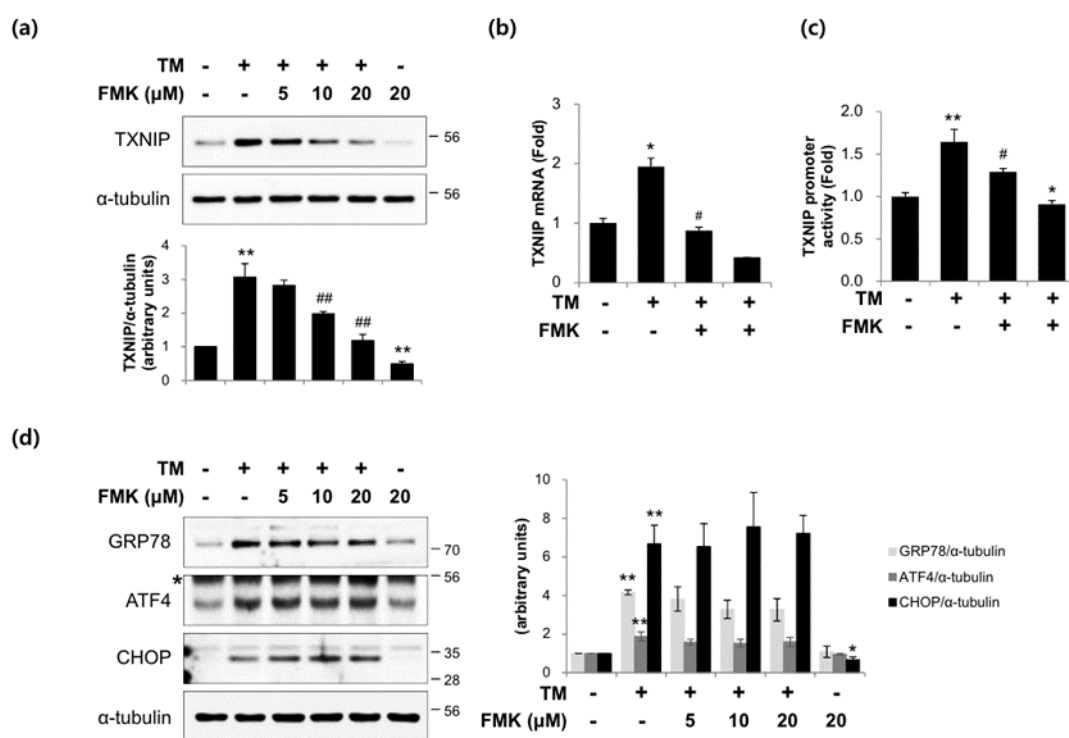 (a)
TM - + + + + -
FMK (µM) - - 5 10 20 20
TXNIP
56
α-tubulin
56
TXNIP/α-tubulin
(arbitrary units)
4
3
2
1
0
**
##
##
**
(b)
TXNIP mRNA (Fold)
3
2
1
0
*
#
TM - + + +
FMK - - + +
(c)
TXNIP promoter
activity (Fold)
2.0
1.5
1.0
0.5
0.0
**
#
*
TM - + + +
FMK - - + +
(d)
TM - + + + + -
FMK (µM) - - 5 10 20 20
GRP78
70
*
56
ATF4
CHOP
35
28
α-tubulin
56
(arbitrary units)
10
8
6
4
2
0
**
**
**
*
TM - + + + + -
FMK (µM) - - 5 10 20 20
GRP78/α-tubulin
ATF4/α-tubulin
CHOP/α-tubulin